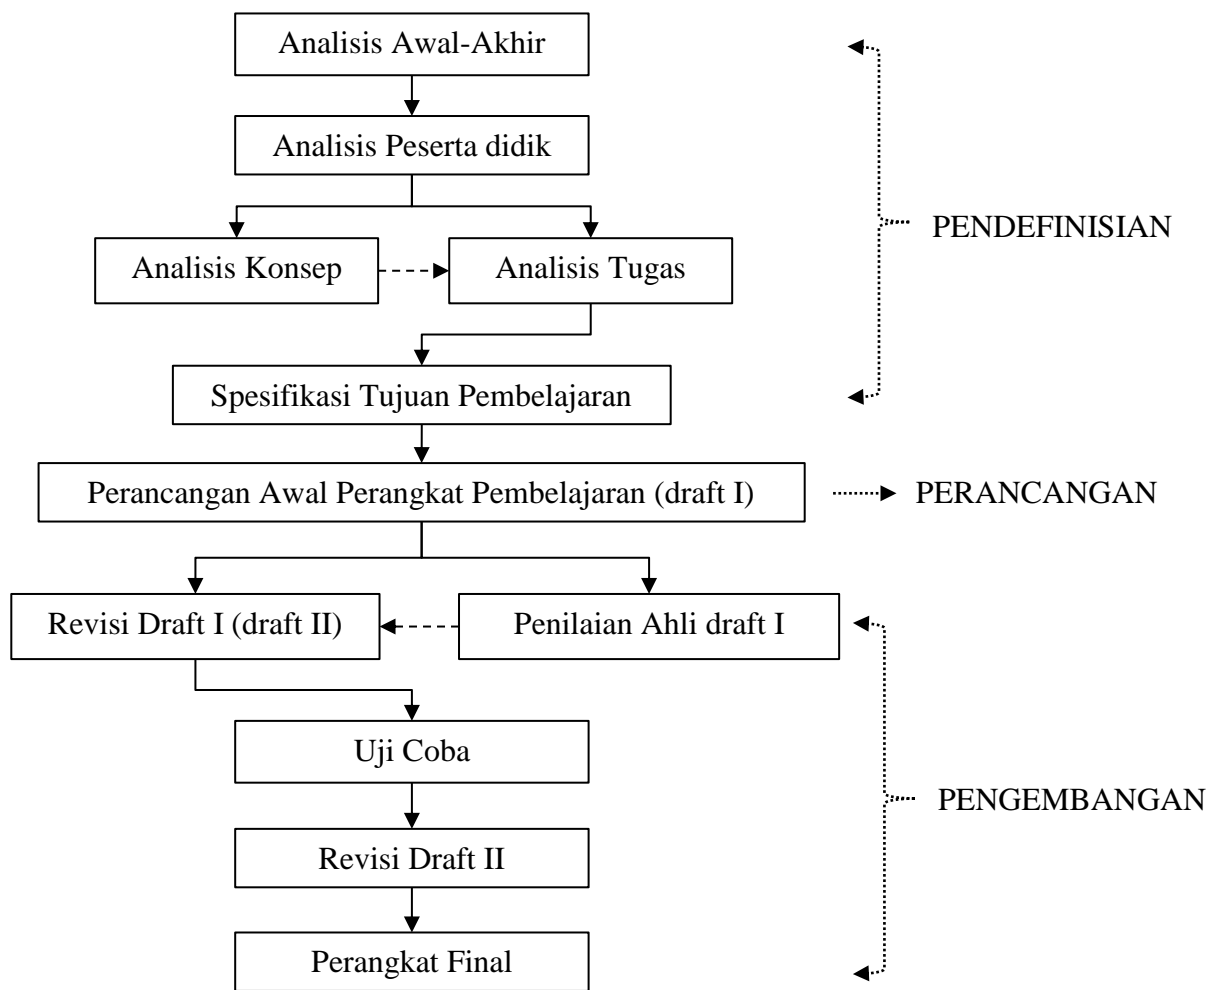 Analisis Awal-Akhir
Analisis Peserta didik
Analisis Konsep
Analisis Tugas
PENDEFINISIAN
Spesifikasi Tujuan Pembelajaran
Perancangan Awal Perangkat Pembelajaran (draft I)
PERANCANGAN
Revisi Draft I (draft II)
Penilaian Ahli draft I
Uji Coba
PENGEMBANGAN
Revisi Draft II
Perangkat Final